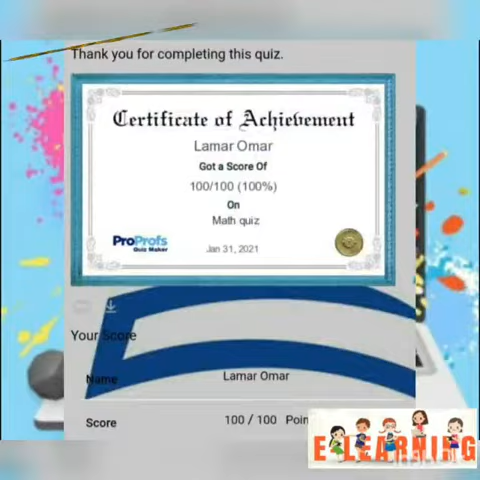 Thank you for completing this quiz.
Certificate of Achievement
Lamar Omar
Got a Score Of
100/100 (100%)
On
Math quiz
ProProfs
Quiz Maker
Jan 31, 2021
Your Score
Name
Lamar Omar
Score
100 / 100
E-LEARNING